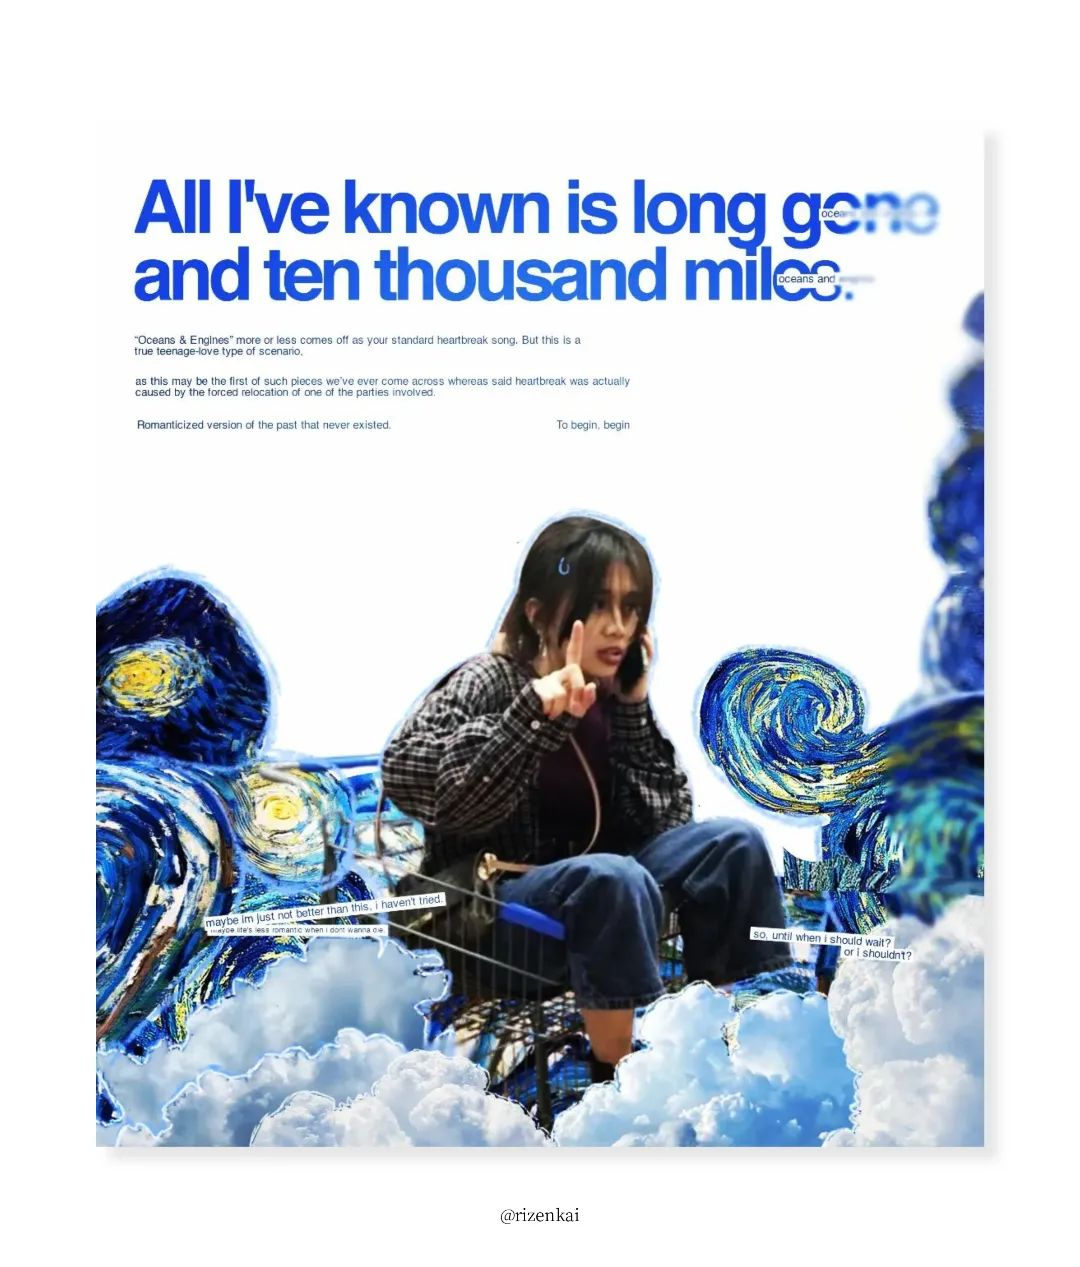 All I've known is long gone
ocea
and ten thousand miles.
oceans and engines
“Oceans & Engines” more or less comes off as your standard heartbreak song. But this is a
true teenage-love type of scenario,
as this may be the first of such pieces we've ever come across whereas said heartbreak was actually
caused by the forced relocation of one of the parties involved.
Romanticized version of the past that never existed. To begin, begin
maybe im just not better than this, i haven't tried.
maybe life's less romantic when i dont wanna die.
so, until when i should wait?
or i shouldn't?
@rizenkai